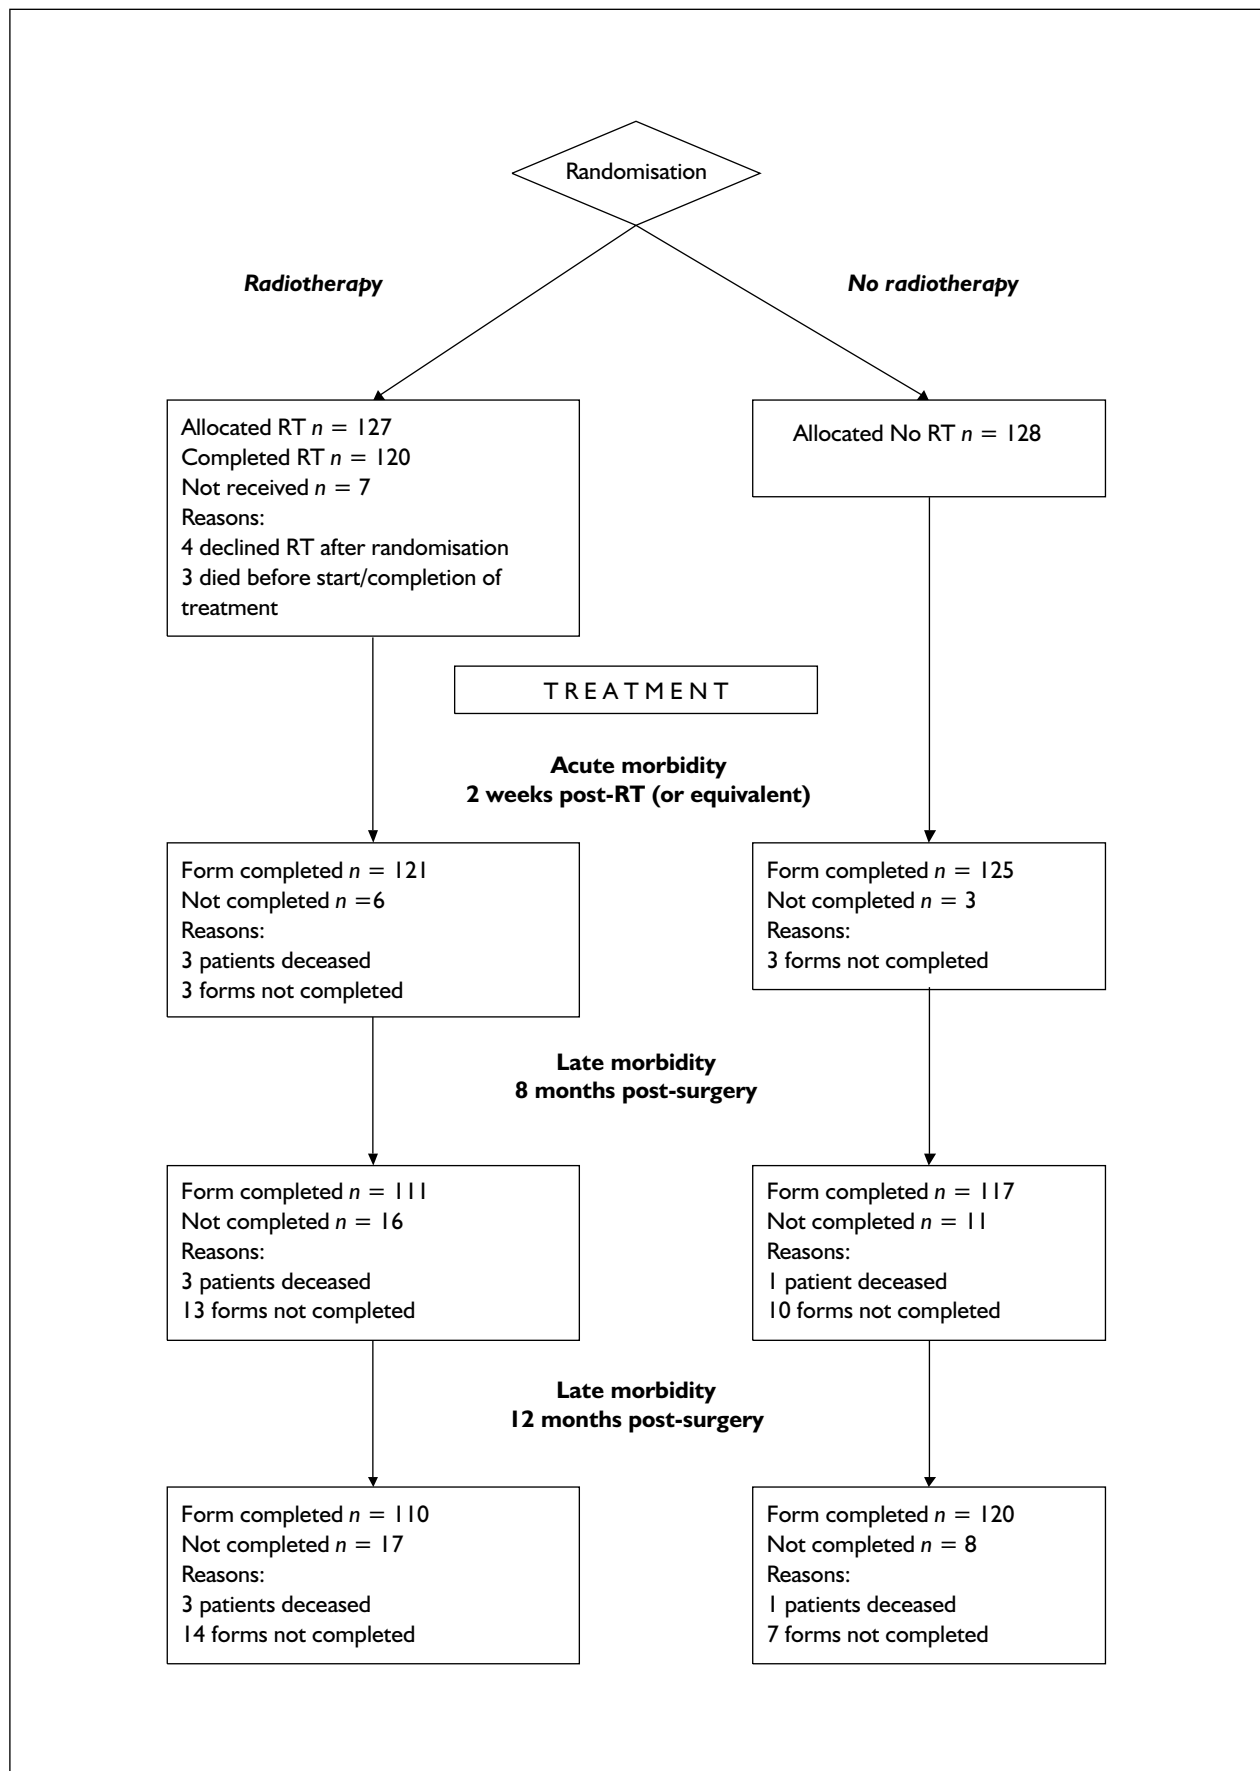 Randomisation
Radiotherapy
No radiotherapy
Allocated RT n = 127
Completed RT n = 120
Not received n = 7
Reasons:
4 declined RT after randomisation
3 died before start/completion of
treatment
Allocated No RT n = 128
TREATMENT
Acute morbidity
2 weeks post-RT (or equivalent)
Form completed n = 121
Not completed n =6
Reasons:
3 patients deceased
3 forms not completed
Form completed n = 125
Not completed n = 3
Reasons:
3 forms not completed
Late morbidity
8 months post-surgery
Form completed n = 111
Not completed n = 16
Reasons:
3 patients deceased
13 forms not completed
Form completed n = 117
Not completed n = 11
Reasons:
1 patient deceased
10 forms not completed
Late morbidity
12 months post-surgery
Form completed n = 110
Not completed n = 17
Reasons:
3 patients deceased
14 forms not completed
Form completed n = 120
Not completed n = 8
Reasons:
1 patients deceased
7 forms not completed